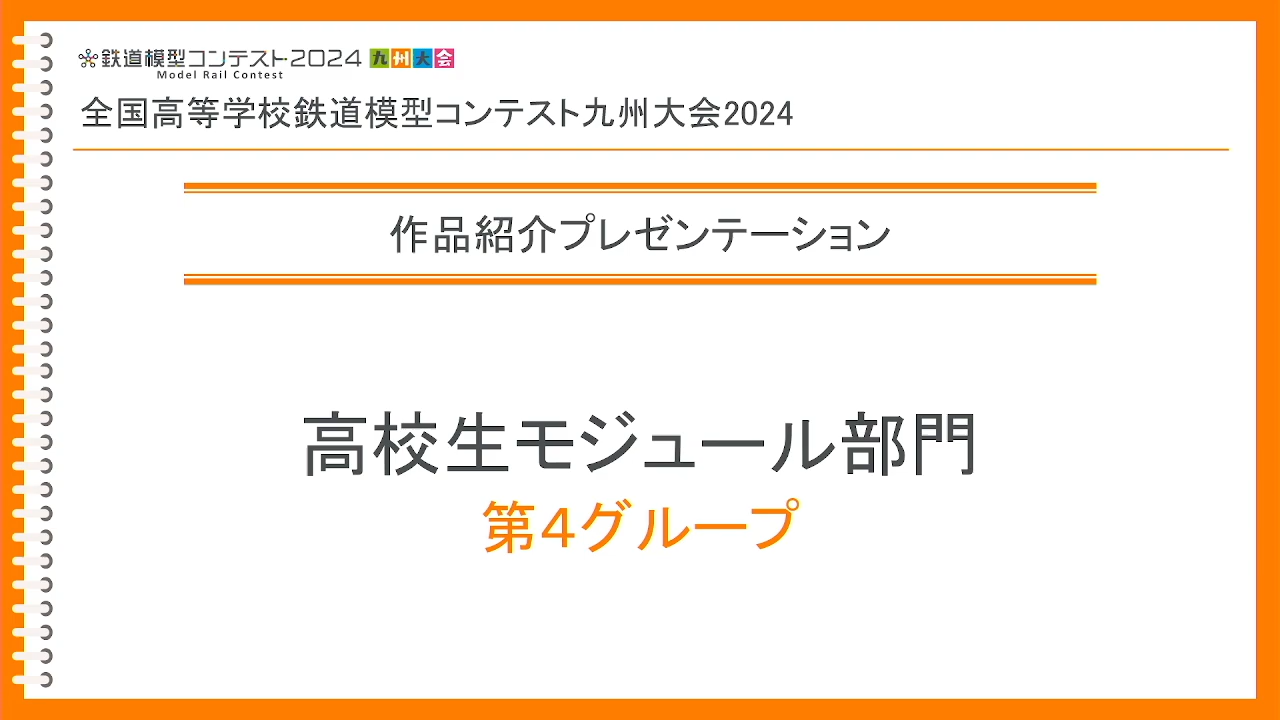 鉄道模型コンテスト2024 九州大会
Model Rail Contest
全国高等学校鉄道模型コンテスト九州大会2024
作品紹介プレゼンテーション
高校生モジュール部門
第4グループ